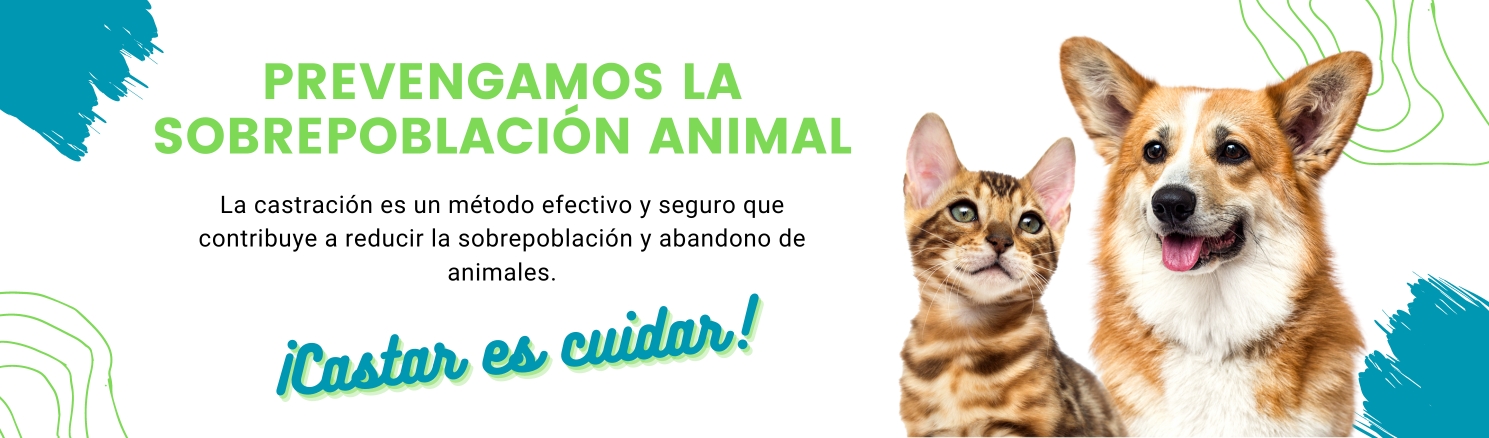 PREVENGAMOS LA
SOBREPOBLACIÓN ANIMAL
La castración es un método efectivo y seguro que
contribuye a reducir la sobrepoblación y abandono de
animales.
¡Castar es cuidar!